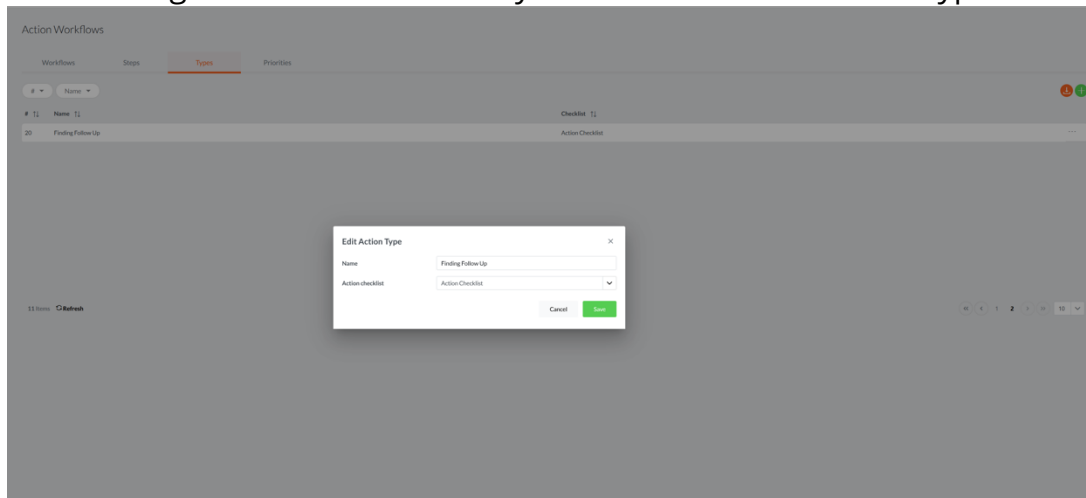 Action Workflows
Workflows Steps Types Priorities
# Name
# Name Checklist
20 Finding Follow Up Action Checklist
Edit Action Type ×
Name Finding Follow Up
Action checklist Action Checklist
Cancel Save
11 items Refresh 1 2 10